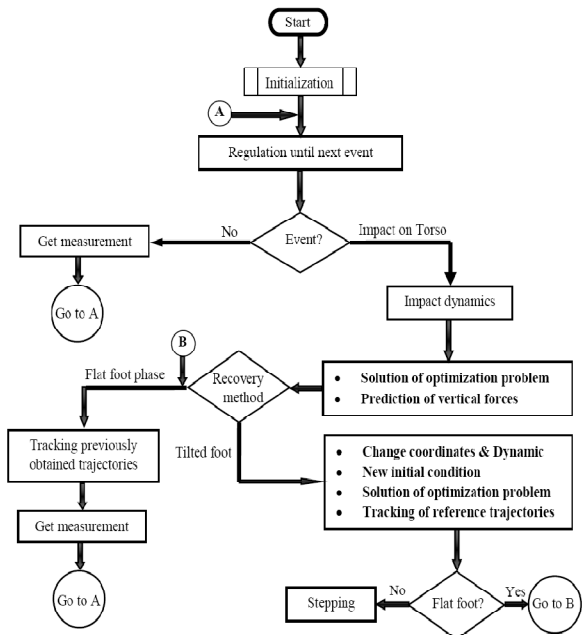 Start
Initialization
A
Regulation until next event
Event?
No
Impact on Torso
Get measurement
Go to A
Impact dynamics
B
Flat foot phase
Recovery
method
• Solution of optimization problem
• Prediction of vertical forces
Tracking previously
obtained trajectories
Tilted foot
• Change coordinates & Dynamic
• New initial condition
• Solution of optimization problem
• Tracking of reference trajectories
Get measurement
Go to A
Stepping
No
Flat foot?
Yes
Go to B